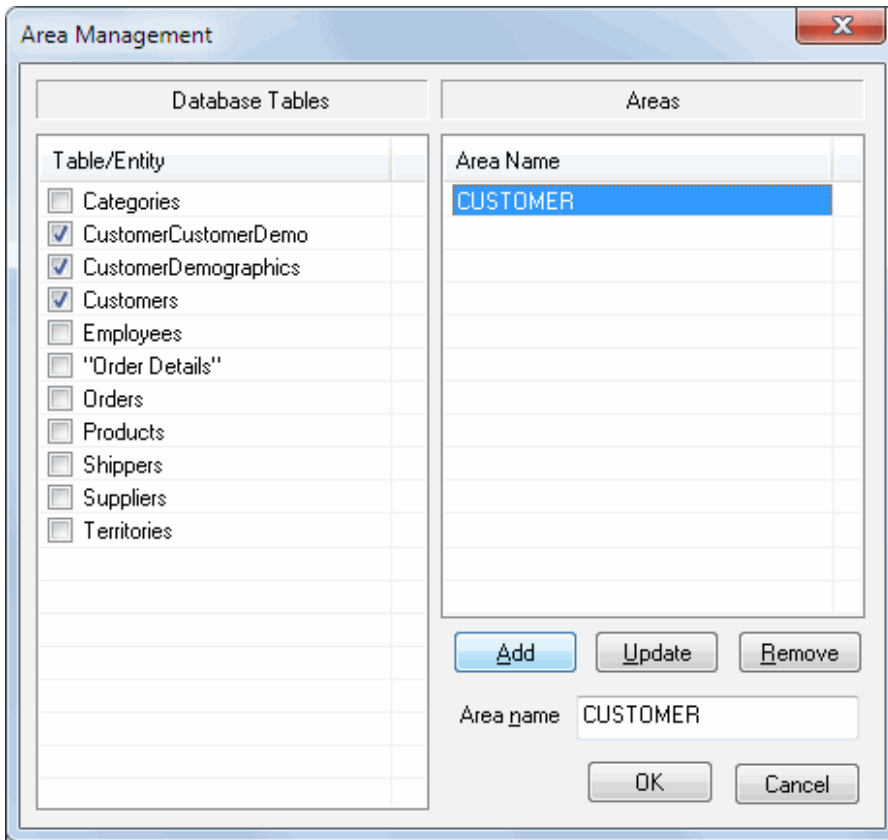 Area Management
Database Tables
Areas
Table/Entity
Area Name
Categories
CUSTOMER
CustomerCustomerDemo
CustomerDemographics
Customers
Employees
"Order Details"
Orders
Products
Shippers
Suppliers
Territories
Add
Update
Remove
Area name
CUSTOMER
OK
Cancel